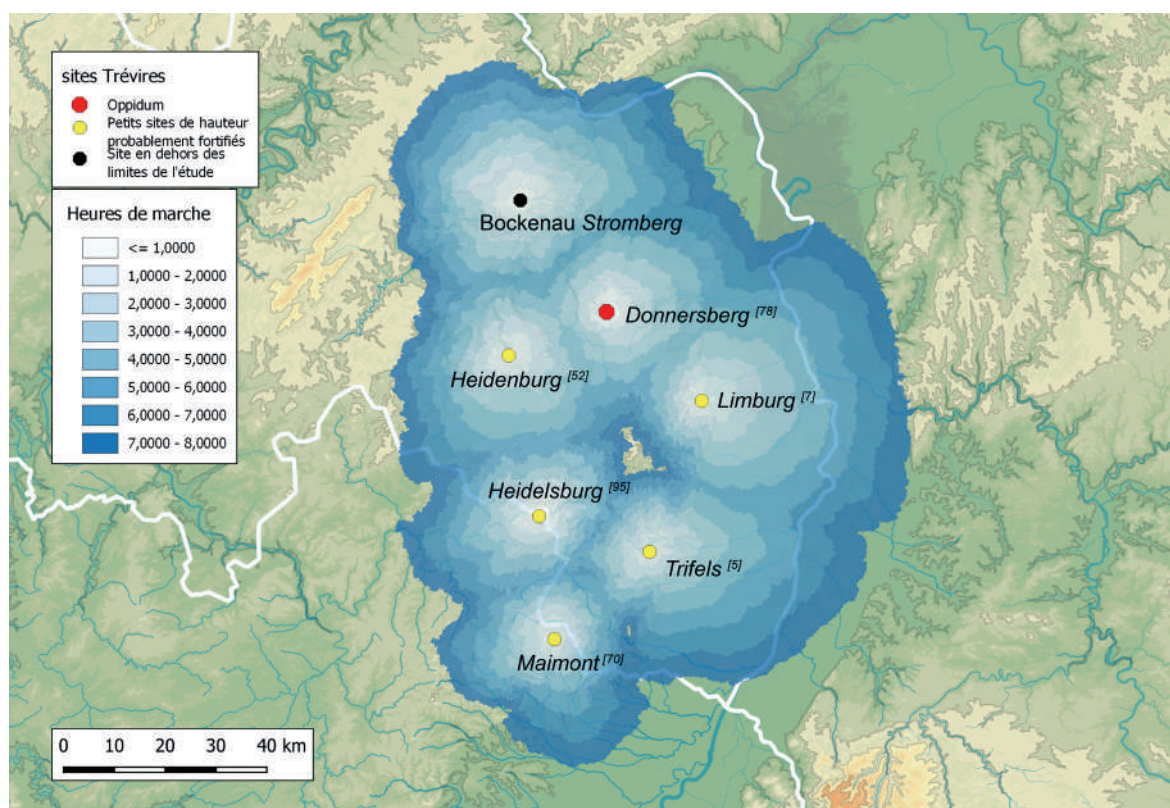 sites Trévires
Oppidum
Petits sites de hauteur
probablement fortifiés
Site en dehors des
limites de l'étude
Heures de marche
<= 1,0000
1,0000 - 2,0000
2,0000 - 3,0000
3,0000 - 4,0000
4,0000 - 5,0000
5,0000 - 6,0000
6,0000 - 7,0000
7,0000 - 8,0000
Bockenau Stromberg
Donnersberg [78]
Heidenburg [52]
Limburg [7]
Heidelsburg [95]
Trifels [5]
Maimont [70]
0 10 20 30 40 km